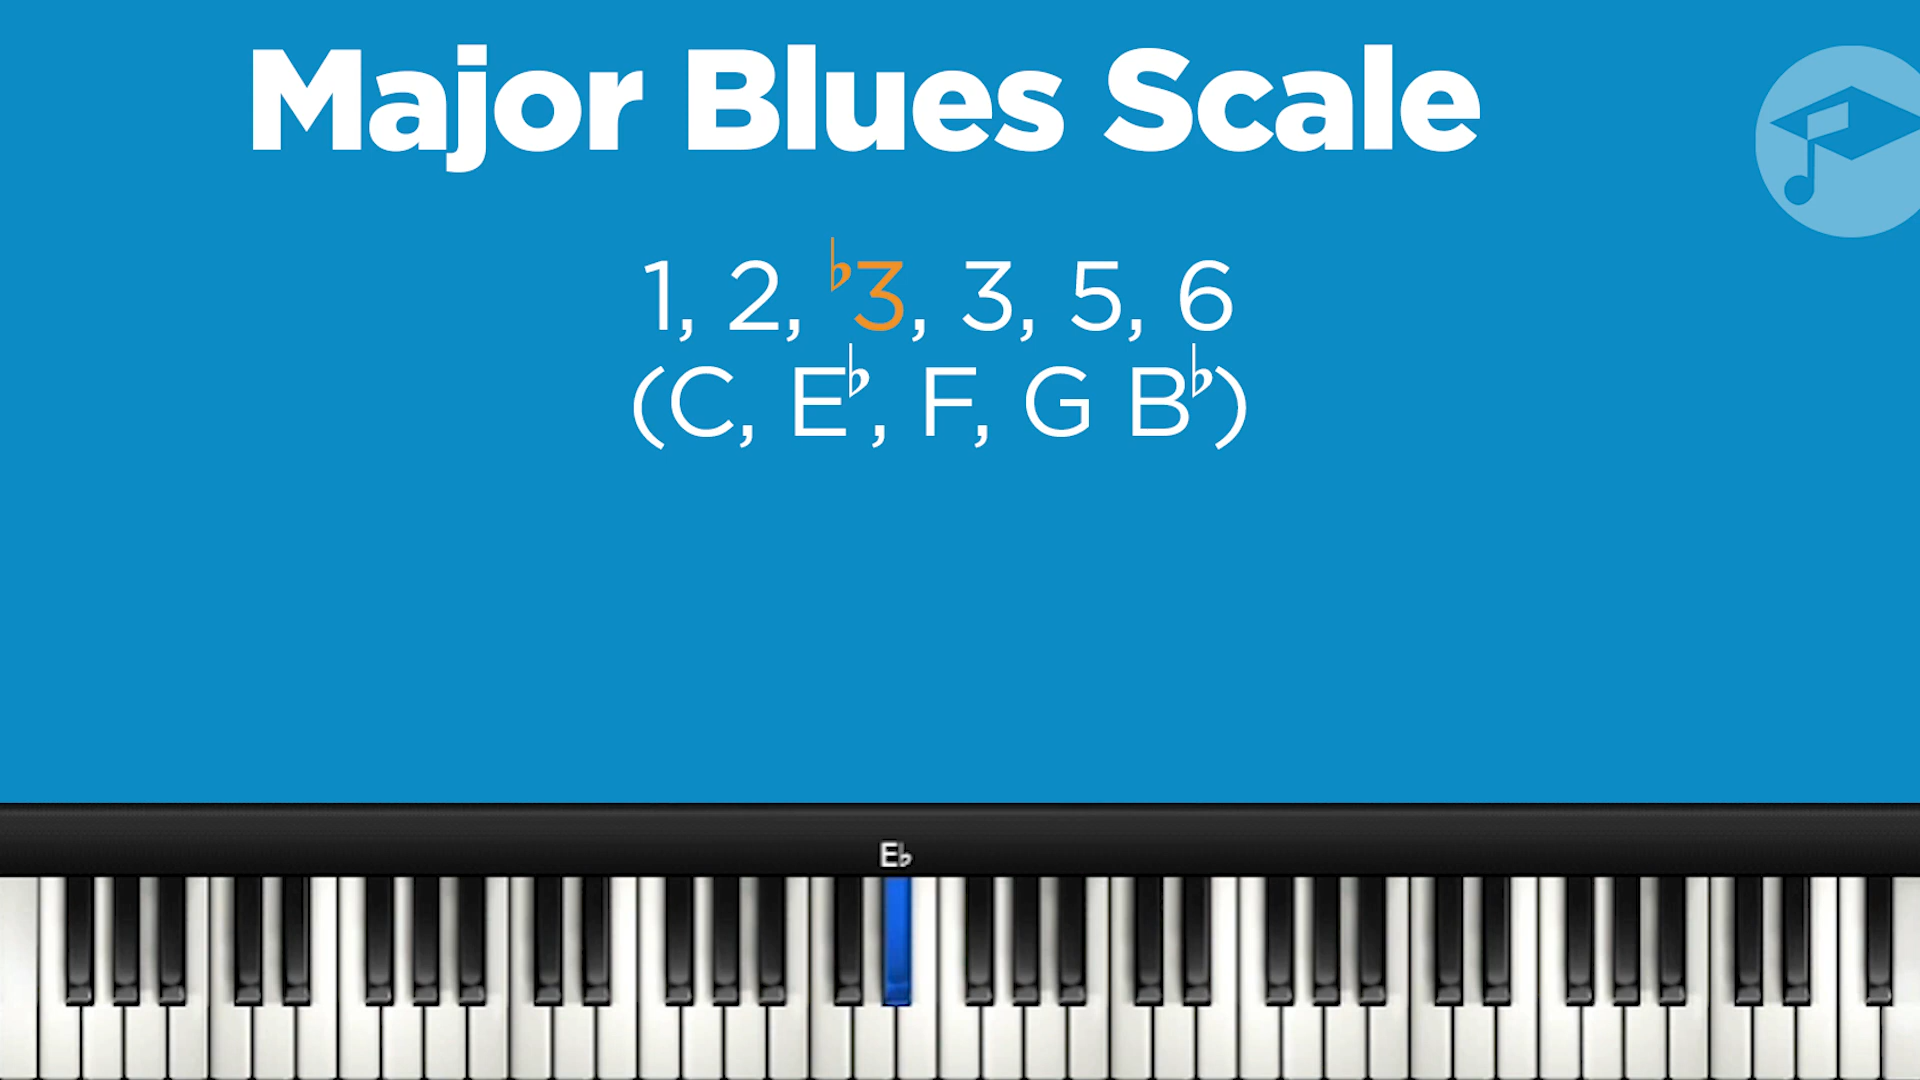 Major Blues Scale
1, 2, ♭3, 3, 5, 6
(C, E♭, F, G B♭)
E♭